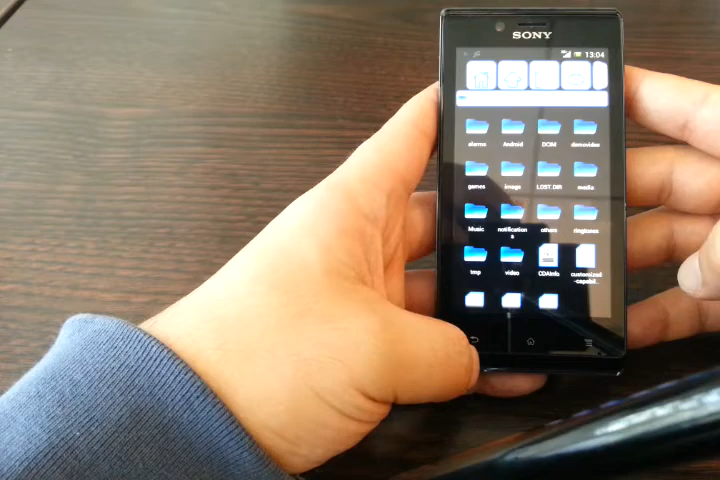 SONY
13:04
alarms Android DCIM demovideo
games image LOST.DIR media
Music notification
s others ringtones
tmp video CDAInfo customized
-capabil...